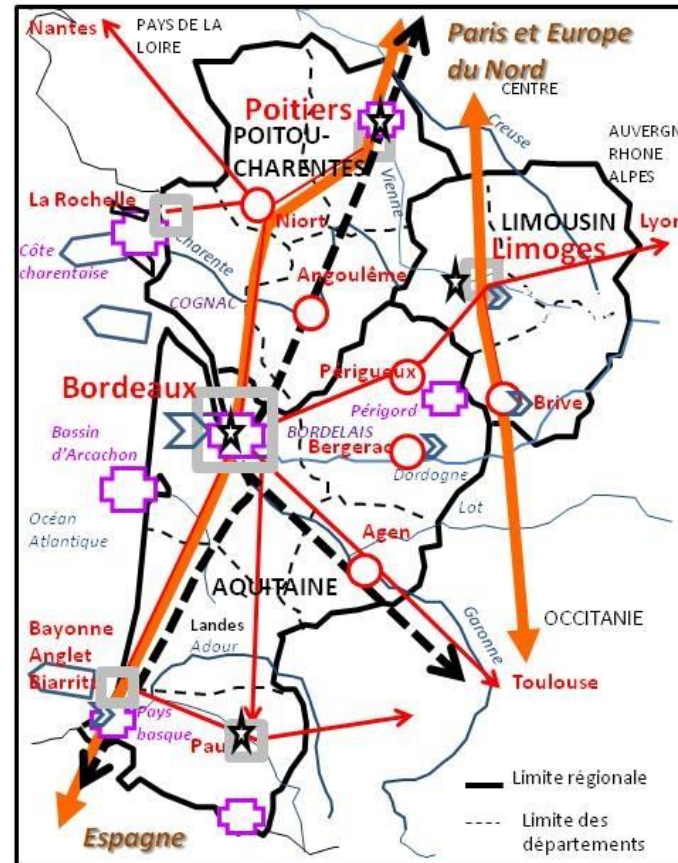 Nantes
PAYS DE LA
LOIRE
Paris et Europe
du Nord
CENTRE
Creuse
AUVERGN
RHONE
ALPES
Poitiers
POITOU-
CHARENTES
Vienne
La Rochelle
Niort
LIMOUSIN
Lyon
Limoges
Côte
charentaise
Charente
Angoulême
COGNAC
Périgueux
Bordeaux
Périgord
Brive
BORDELAIS
Bassin
d'Arcachon
Bergerac
Dordogne
Lot
Océan
Atlantique
Agen
AQUITAINE
Garonne
OCCITANIE
Bayonne
Anglet
Biarritz
Landes
Adour
Toulouse
Pays
basque
Pau
Limite régionale
Limite des
départements
Espagne